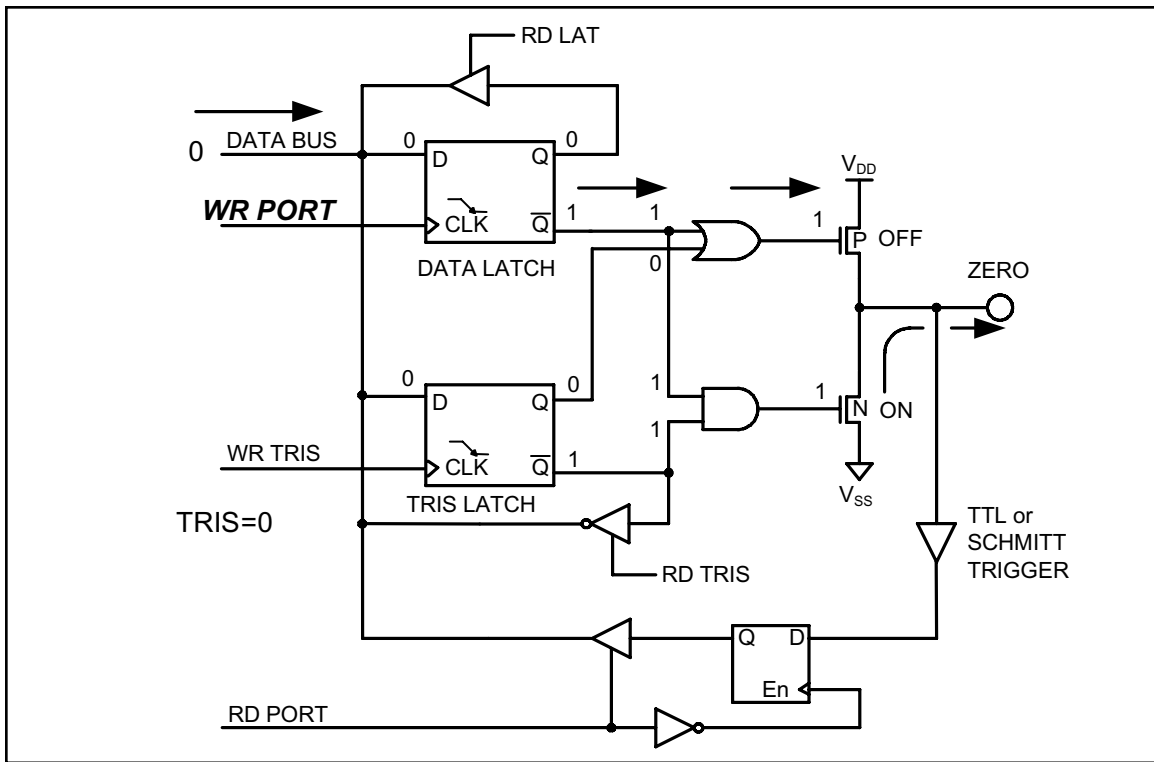 RD LAT
0 DATA BUS
0 D Q 0
WR PORT
CLK Q 1
1
0
DATA LATCH
VDD
1 P OFF
ZERO
0 D Q 0
1
1
1 N ON
WR TRIS
CLK Q 1
TRIS LATCH
VSS
TRIS=0
RD TRIS
TTL or
SCHMITT
TRIGGER
Q D
En
RD PORT